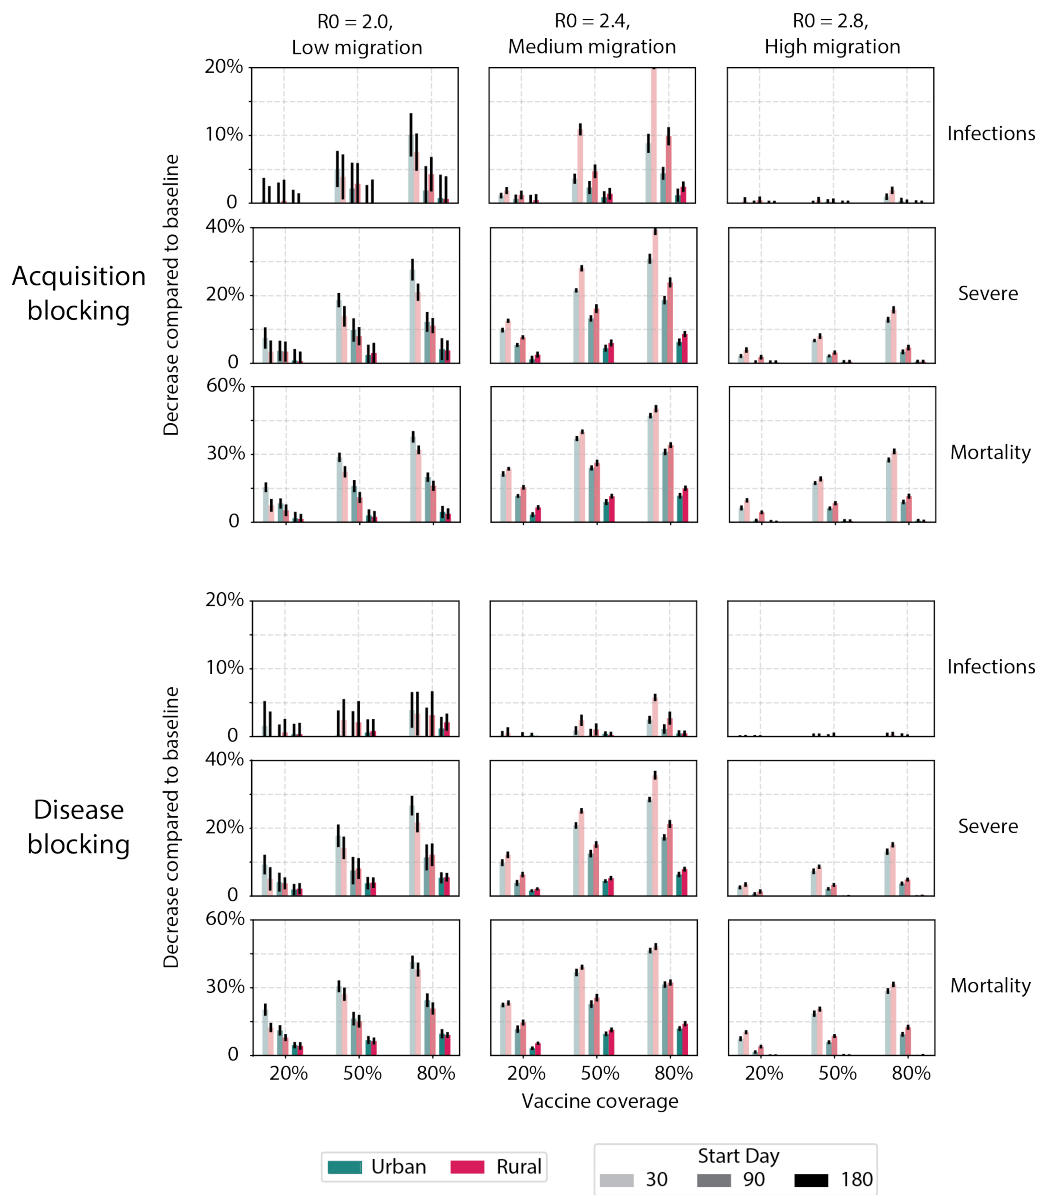 R0 = 2.0,
Low migration
R0 = 2.4,
Medium migration
R0 = 2.8,
High migration
Acquisition
blocking
Decrease compared to baseline
20%
10%
0
Infections
40%
20%
0
Severe
60%
30%
0
Mortality
Disease
blocking
Decrease compared to baseline
20%
10%
0
Infections
40%
20%
0
Severe
60%
30%
0
Mortality
20% 50% 80% 20% 50% 80% 20% 50% 80%
Vaccine coverage
Urban Rural
Start Day
30 90 180